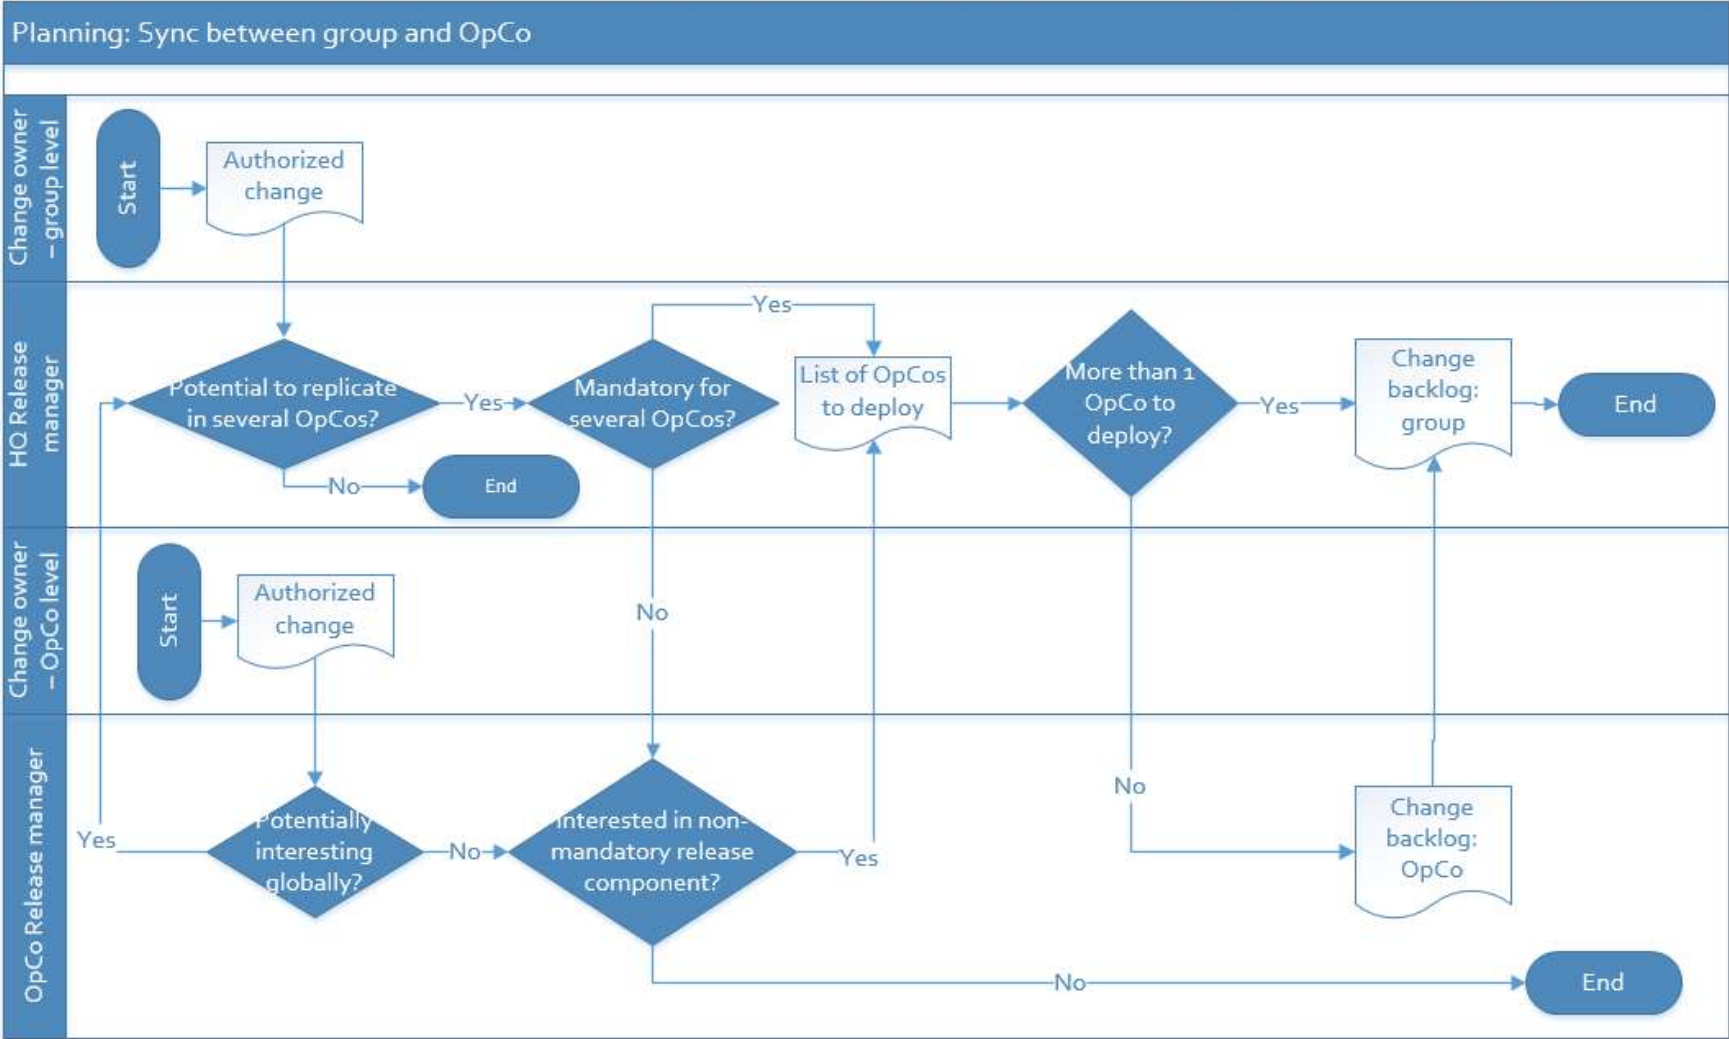 Planning: Sync between group and OpCo
Change owner
– group level
Start
Authorized
change
HQ Release
manager
Potential to replicate
in several OpCos?
Yes
No
End
Mandatory for
several OpCos?
Yes
No
List of OpCos
to deploy
More than 1
OpCo to
deploy?
Yes
No
Change
backlog:
group
End
Change owner
– OpCo level
Start
Authorized
change
OpCo Release manager
Yes
Potentially
interesting
globally?
No
Interested in non-
mandatory release
component?
Yes
No
Change
backlog:
OpCo
End